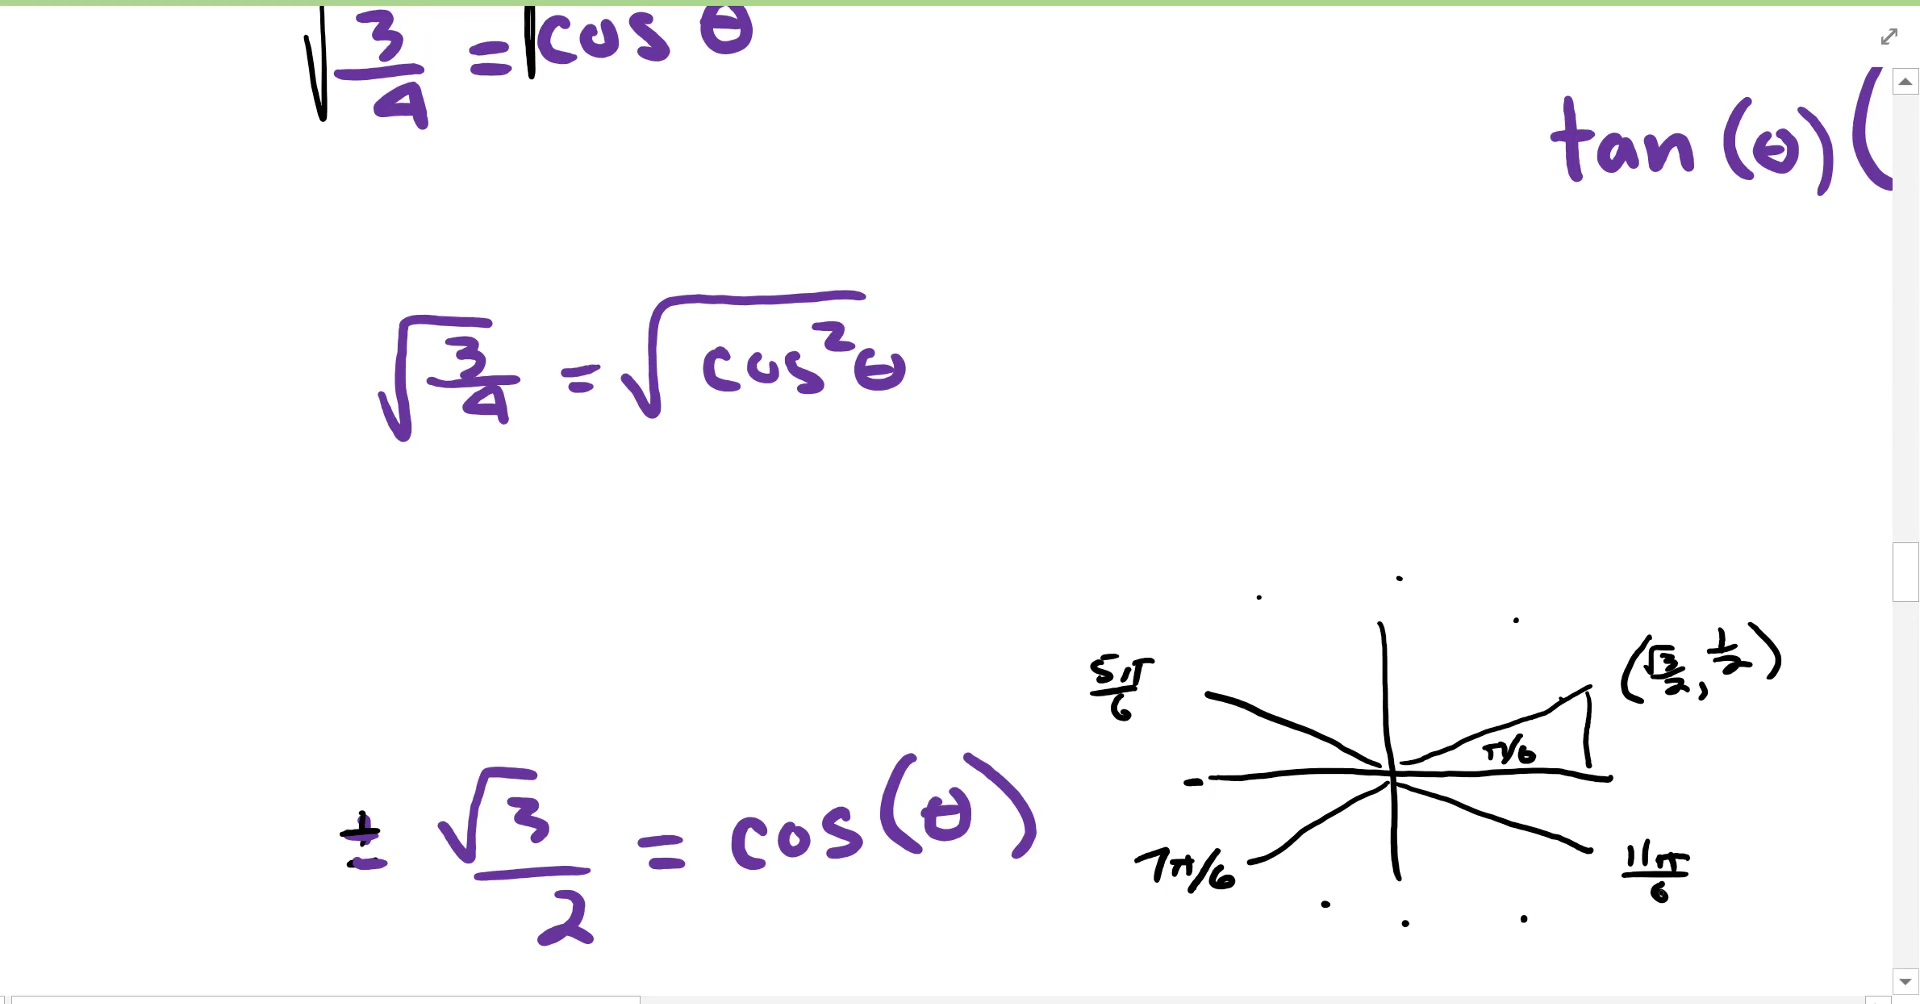 √3/4 = cos θ
tan (θ) (
√3/4 = √cos²θ
5π/6
(√3/2, 1/2)
π/6
± √3/2 = cos(θ)
7π/6
11π/6